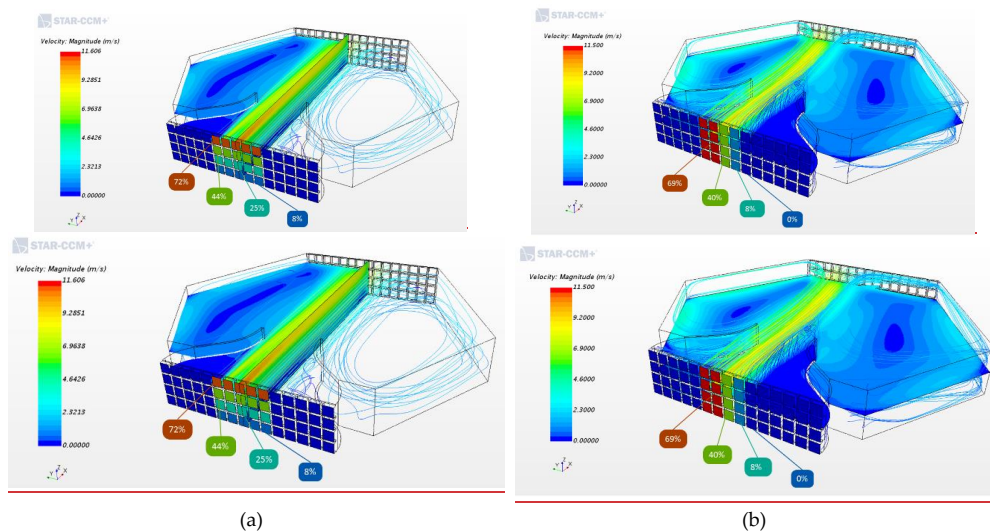 STAR-CCM+
Velocity: Magnitude (m/s)
11.606
9.2851
6.9638
4.6426
2.3213
0.00000
72%
44%
25%
8%
Z
Y X
STAR-CCM+
Velocity: Magnitude (m/s)
11.500
9.2000
6.9000
4.6000
2.3000
0.00000
69%
40%
8%
0%
Z
Y X
STAR-CCM+
Velocity: Magnitude (m/s)
11.606
9.2851
6.9638
4.6426
2.3213
0.00000
72%
44%
25%
8%
Z
Y X
STAR-CCM+
Velocity: Magnitude (m/s)
11.500
9.2000
6.9000
4.6000
2.3000
0.00000
69%
40%
8%
0%
Z
Y X
(a)
(b)